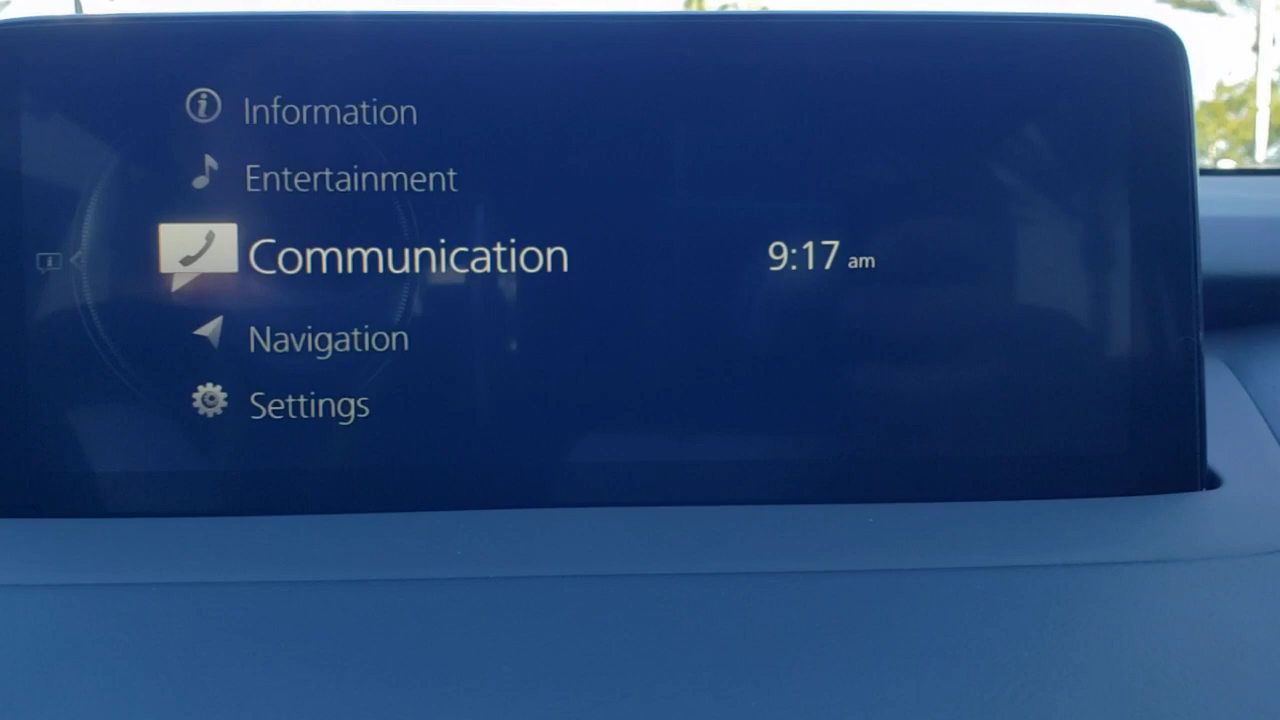 Information
Entertainment
Communication
9:17 am
Navigation
Settings